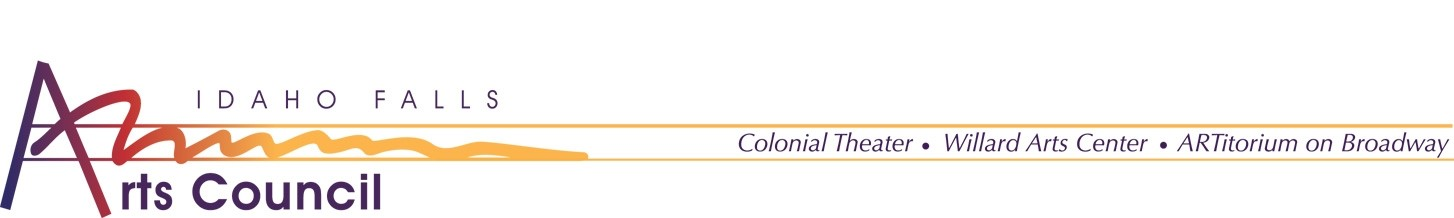 IDAHO FALLS
Arts Council
Colonial Theater • Willard Arts Center • ARTitorium on Broadway